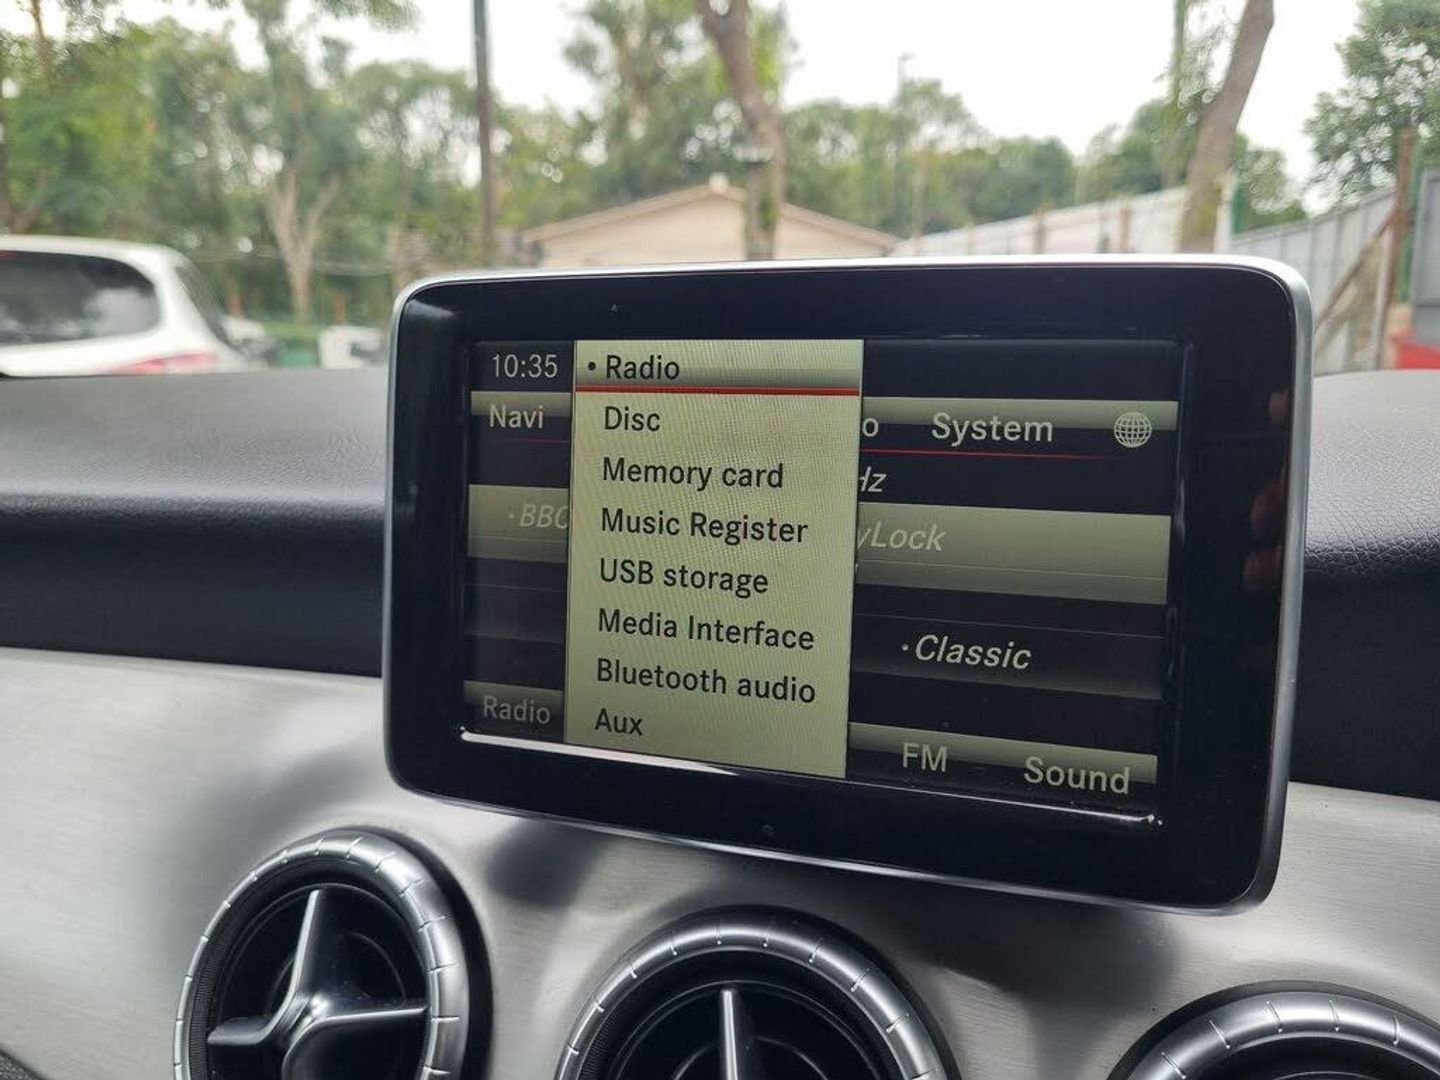 10:35
• Radio
Navi
Disc
o System
Memory card
Hz
Music Register
·BBC
yLock
USB storage
Media Interface
·Classic
Bluetooth audio
Radio
Aux
FM Sound